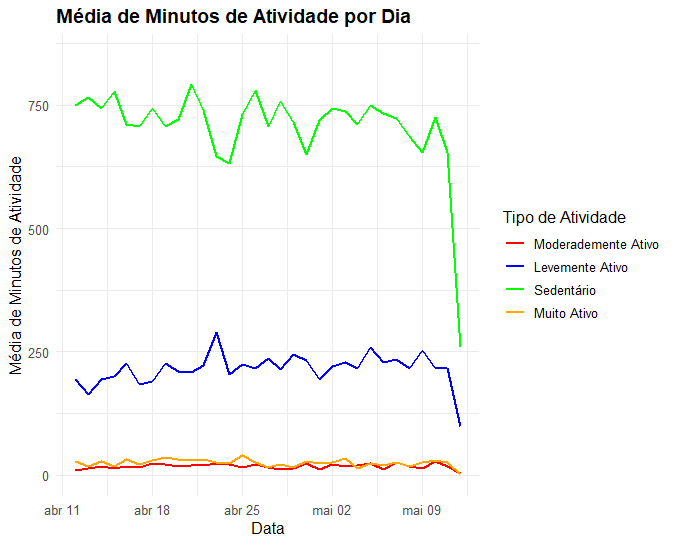 Média de Minutos de Atividade por Dia
Média de Minutos de Atividade
750
500
250
0
abr 11
abr 18
abr 25
mai 02
mai 09
Data
Tipo de Atividade
Moderademente Ativo
Levemente Ativo
Sedentário
Muito Ativo